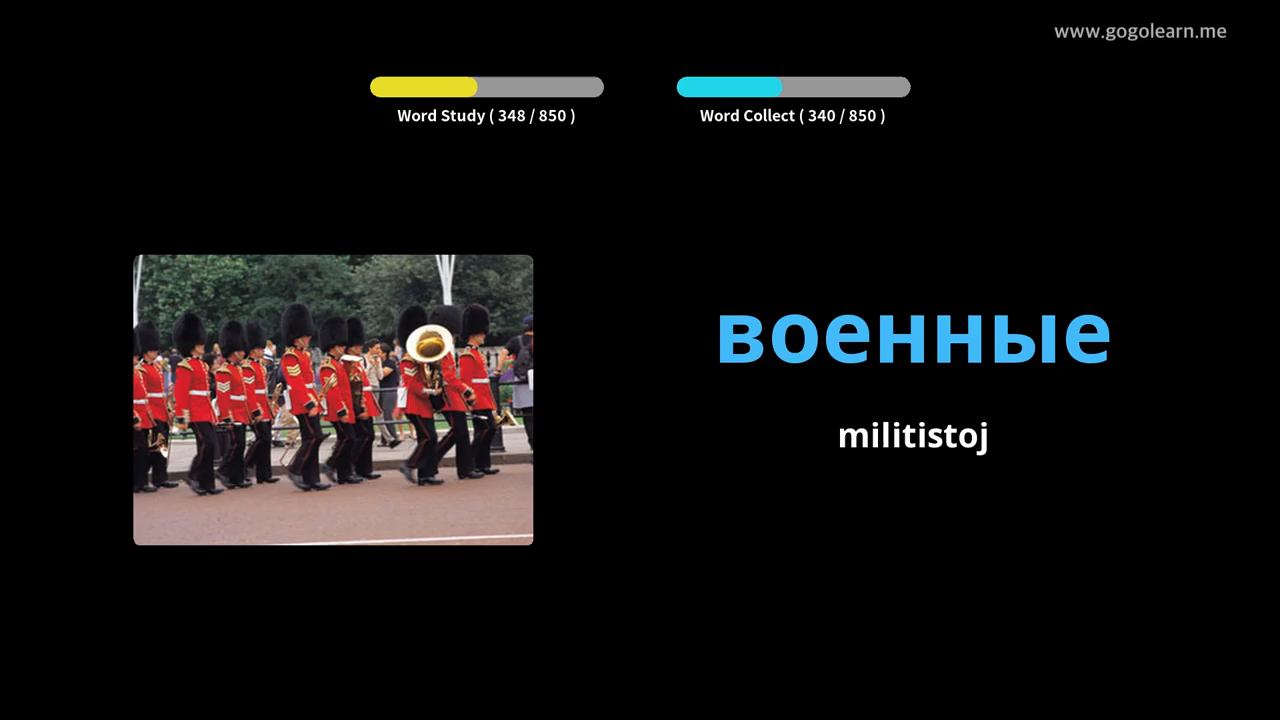 www.gogolearn.me
Word Study ( 348 / 850 )
Word Collect ( 340 / 850 )
военные
militistoj